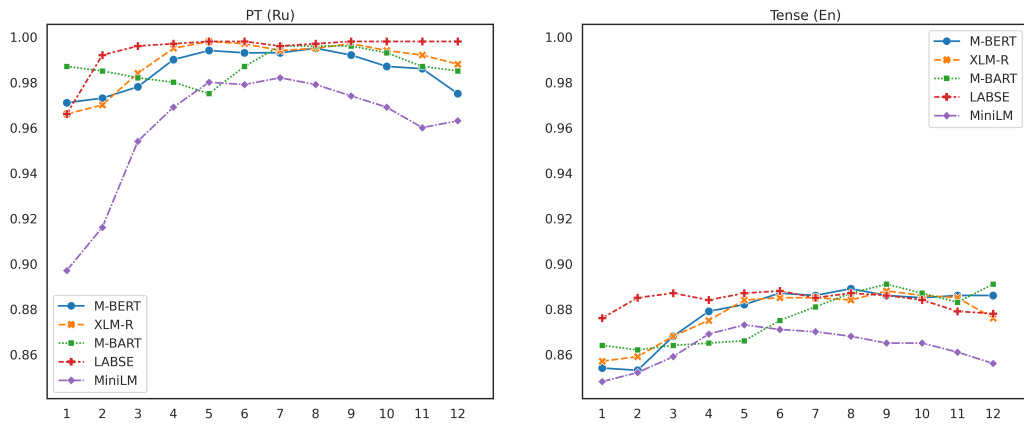 PT (Ru)
1.00
0.98
0.96
0.94
0.92
0.90
0.88
0.86
M-BERT
XLM-R
M-BART
LABSE
MiniLM
1 2 3 4 5 6 7 8 9 10 11 12
Tense (En)
1.00
0.98
0.96
0.94
0.92
0.90
0.88
0.86
M-BERT
XLM-R
M-BART
LABSE
MiniLM
1 2 3 4 5 6 7 8 9 10 11 12